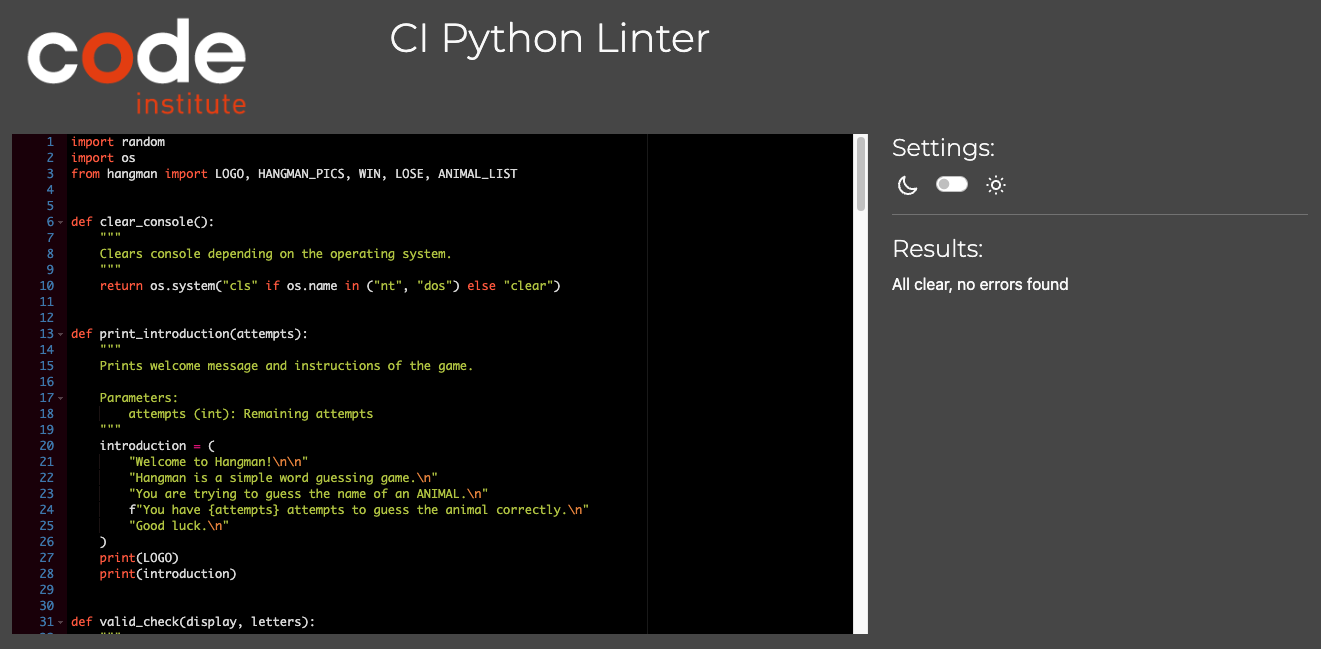 code
institute
CI Python Linter
1 import random
2 import os
3 from hangman import LOGO, HANGMAN_PICS, WIN, LOSE, ANIMAL_LIST
4
5
6 def clear_console():
7     """
8     Clears console depending on the operating system.
9     """
10     return os.system("cls" if os.name in ("nt", "dos") else "clear")
11
12
13 def print_introduction(attempts):
14     """
15     Prints welcome message and instructions of the game.
16
17     Parameters:
18         attempts (int): Remaining attempts
19     """
20     introduction = (
21         "Welcome to Hangman!\n\n"
22         "Hangman is a simple word guessing game.\n"
23         "You are trying to guess the name of an ANIMAL.\n"
24         f"You have {attempts} attempts to guess the animal correctly.\n"
25         "Good luck.\n"
26     )
27     print(LOGO)
28     print(introduction)
29
30
31 def valid_check(display, letters):
Settings:
Results:
All clear, no errors found